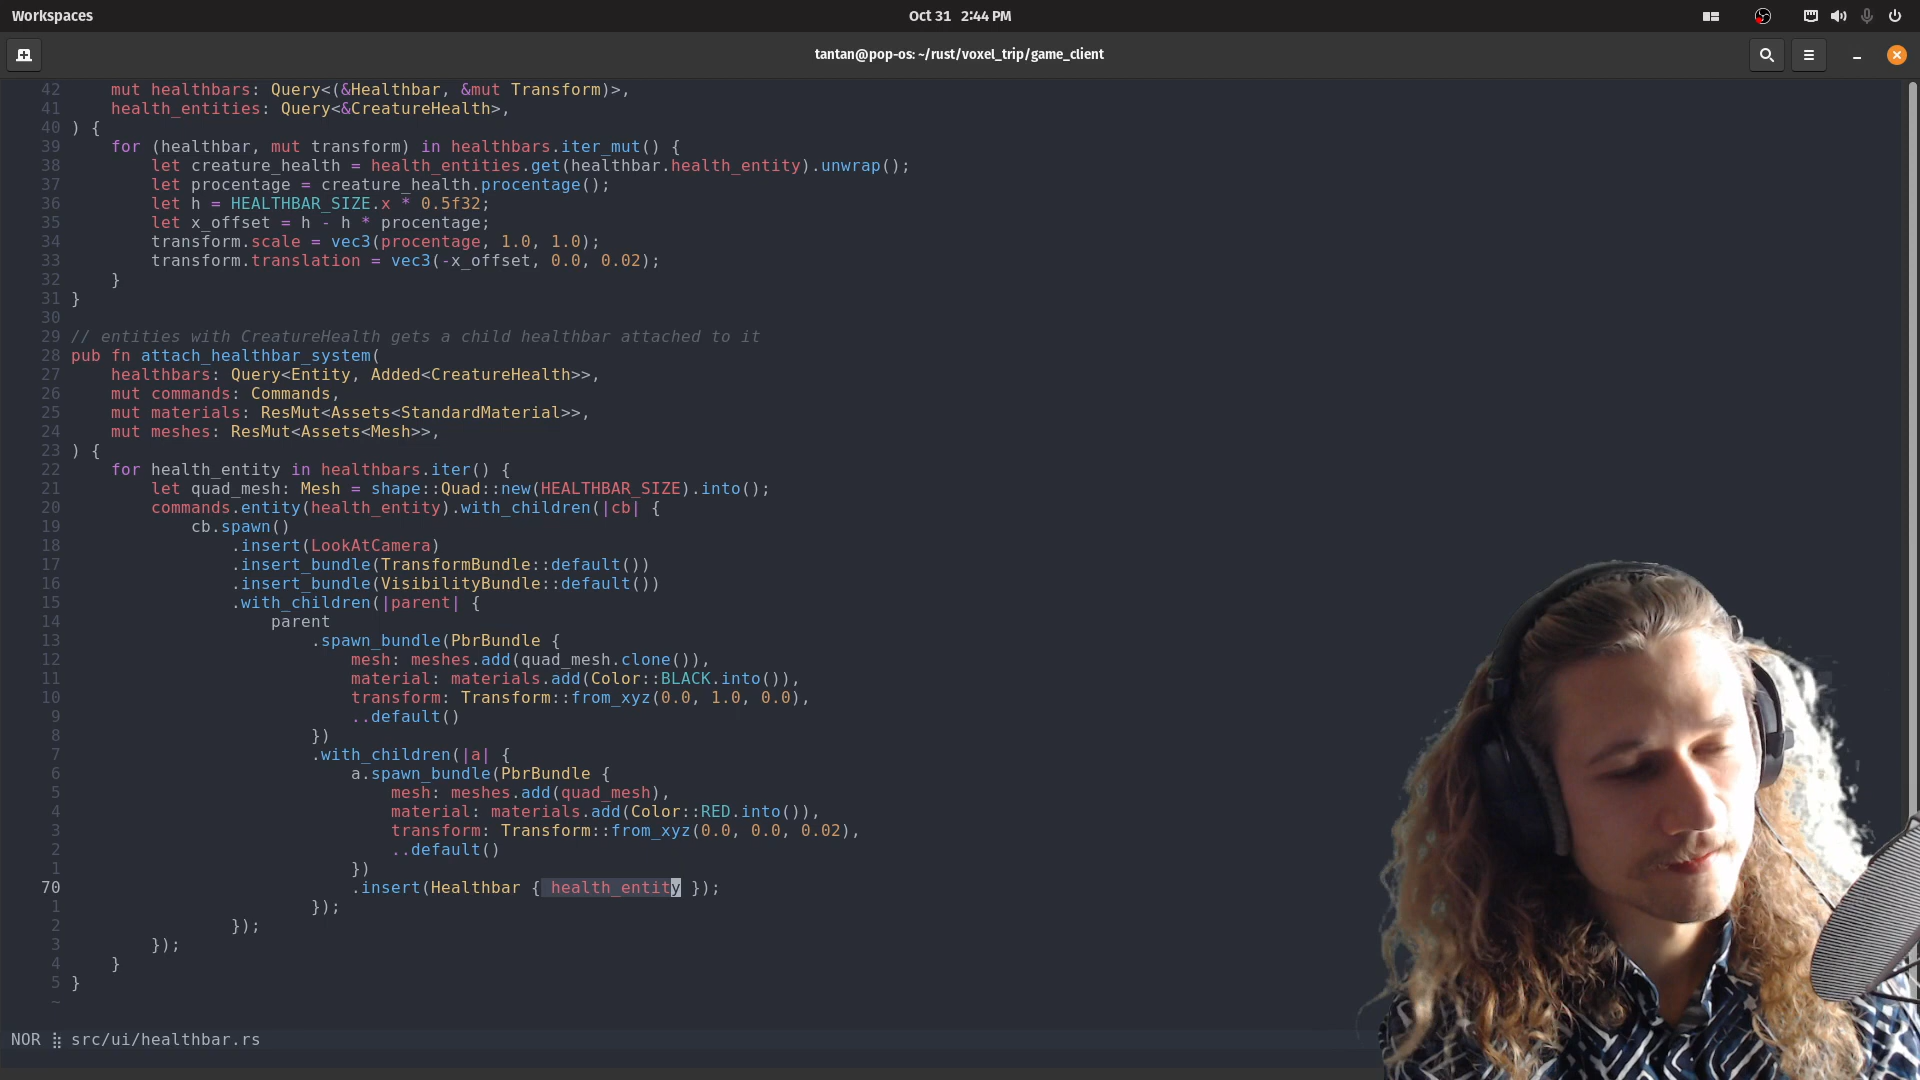 Workspaces
Oct 31 2:44 PM
tantan@pop-os: ~/rust/voxel_trip/game_client
42 mut healthbars: Query<(&Healthbar, &mut Transform)>,
41 health_entities: Query<&CreatureHealth>,
40 ) {
39 for (healthbar, mut transform) in healthbars.iter_mut() {
38 let creature_health = health_entities.get(healthbar.health_entity).unwrap();
37 let procentage = creature_health.procentage();
36 let h = HEALTHBAR_SIZE.x * 0.5f32;
35 let x_offset = h - h * procentage;
34 transform.scale = vec3(procentage, 1.0, 1.0);
33 transform.translation = vec3(-x_offset, 0.0, 0.02);
32 }
31 }
30
29 // entities with CreatureHealth gets a child healthbar attached to it
28 pub fn attach_healthbar_system(
27 healthbars: Query<Entity, Added<CreatureHealth>>,
26 mut commands: Commands,
25 mut materials: ResMut<Assets<StandardMaterial>>,
24 mut meshes: ResMut<Assets<Mesh>>,
23 ) {
22 for health_entity in healthbars.iter() {
21 let quad_mesh: Mesh = shape::Quad::new(HEALTHBAR_SIZE).into();
20 commands.entity(health_entity).with_children(|cb| {
19 cb.spawn()
18 .insert(LookAtCamera)
17 .insert_bundle(TransformBundle::default())
16 .insert_bundle(VisibilityBundle::default())
15 .with_children(|parent| {
14 parent
13 .spawn_bundle(PbrBundle {
12 mesh: meshes.add(quad_mesh.clone()),
11 material: materials.add(Color::BLACK.into()),
10 transform: Transform::from_xyz(0.0, 1.0, 0.0),
9 ..default()
8 })
7 .with_children(|a| {
6 a.spawn_bundle(PbrBundle {
5 mesh: meshes.add(quad_mesh),
4 material: materials.add(Color::RED.into()),
3 transform: Transform::from_xyz(0.0, 0.0, 0.02),
2 ..default()
1 })
70 .insert(Healthbar { health_entity });
1 });
2 });
3 });
4 }
5 }
~
NOR src/ui/healthbar.rs